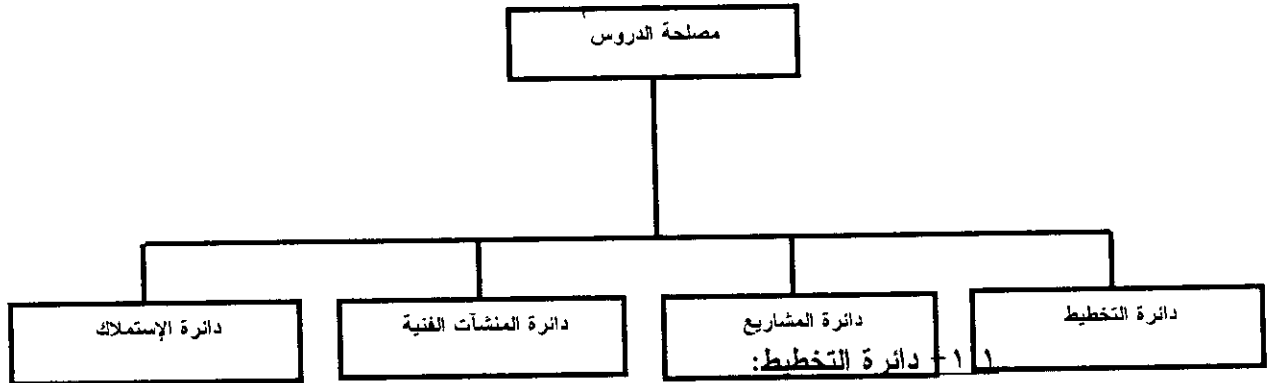 مصلحة الدروس
دائرة التخطيط
دائرة المشاريع
دائرة المنشآت الفنية
دائرة الإستملاك
١ ١- دائرة التخطيط: